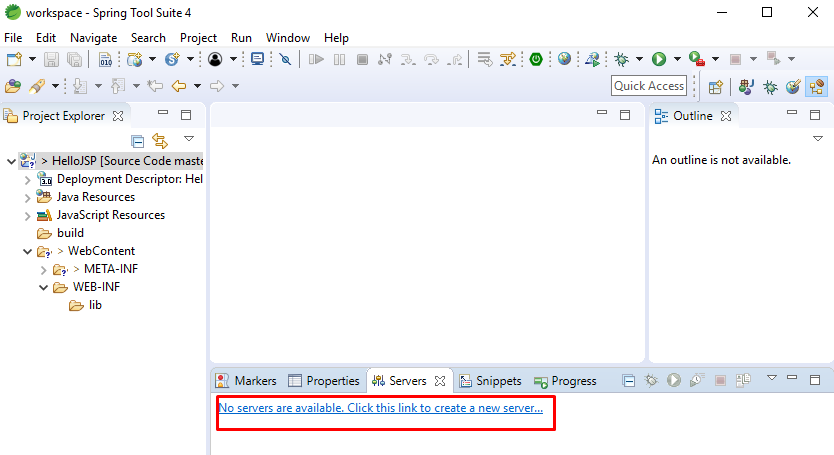 workspace - Spring Tool Suite 4
File Edit Navigate Search Project Run Window Help
010
Quick Access
Project Explorer
Outline
> HelloJSP [Source Code maste
An outline is not available.
3.0 Deployment Descriptor: Hel
Java Resources
JavaScript Resources
build
> WebContent
> META-INF
WEB-INF
lib
Markers Properties Servers Snippets Progress
No servers are available. Click this link to create a new server...